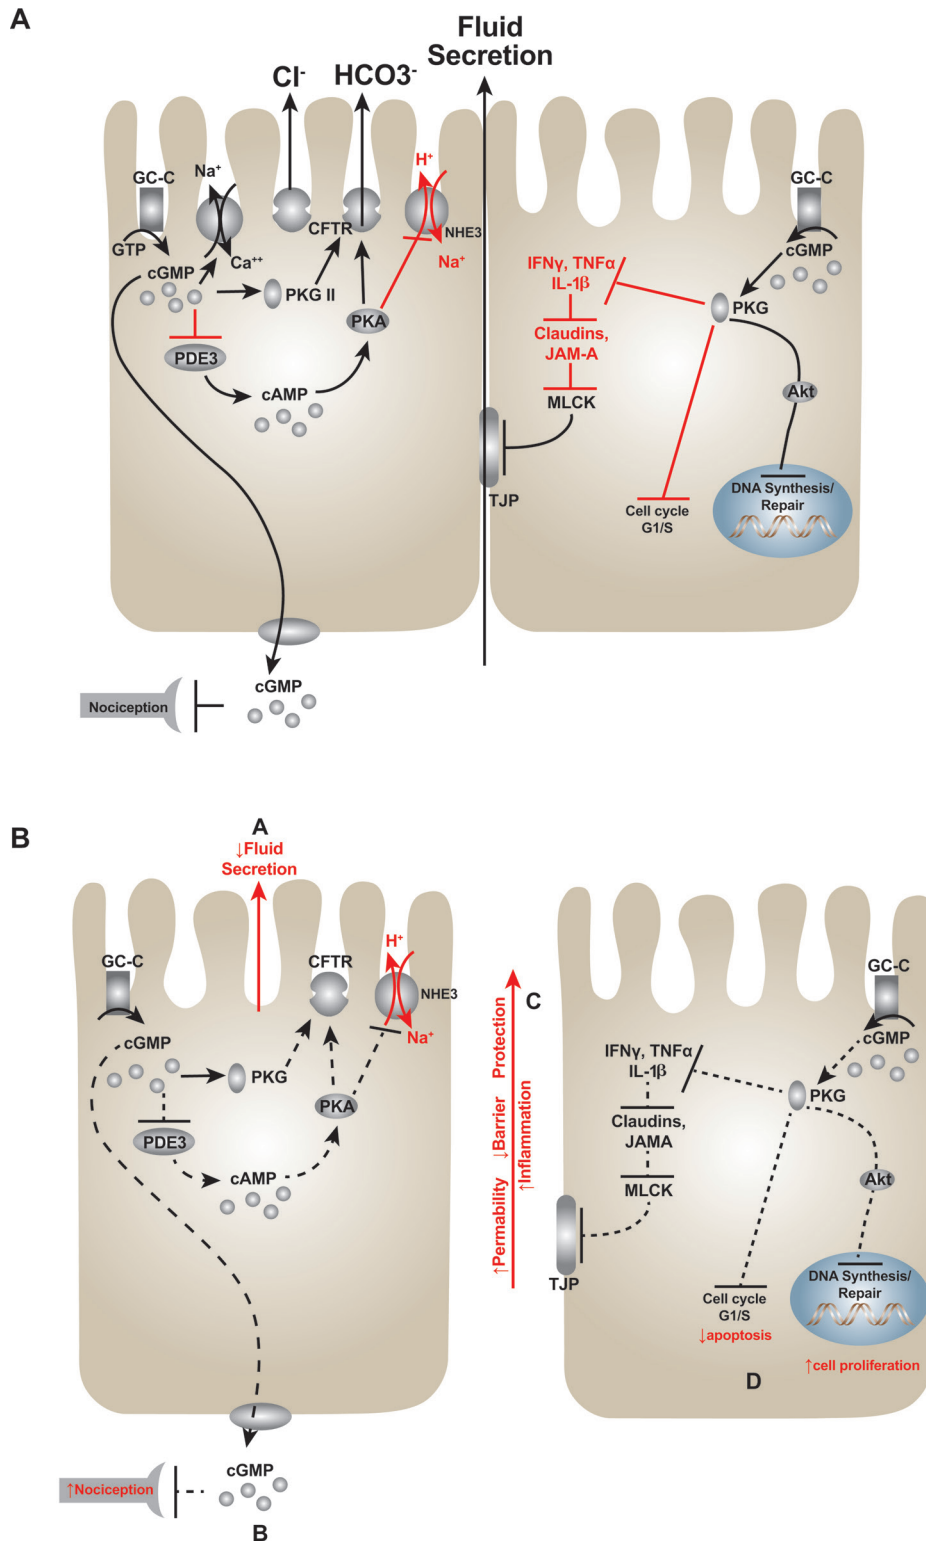 A
Fluid
Secretion
Cl-
HCO3-
GC-C
Na+
H+
GC-C
GTP
cGMP
Ca++
CFTR
NHE3
Na+
cGMP
PKG II
PKA
PDE3
cAMP
IFNγ, TNFα
IL-1β
PKG
Claudins,
JAM-A
MLCK
Akt
TJP
DNA Synthesis/
Repair
Cell cycle
G1/S
cGMP
Nociception
B
A
↓Fluid
Secretion
GC-C
CFTR
H+
NHE3
Na+
cGMP
PKG
PKA
PDE3
cAMP
↑Permability ↓Barrier Protection
↑Inflammation
C
GC-C
cGMP
IFNγ, TNFα
IL-1β
PKG
Claudins,
JAMA
MLCK
Akt
TJP
DNA Synthesis/
Repair
Cell cycle
G1/S
↓apoptosis
↑cell proliferation
D
cGMP
↑Nociception
B